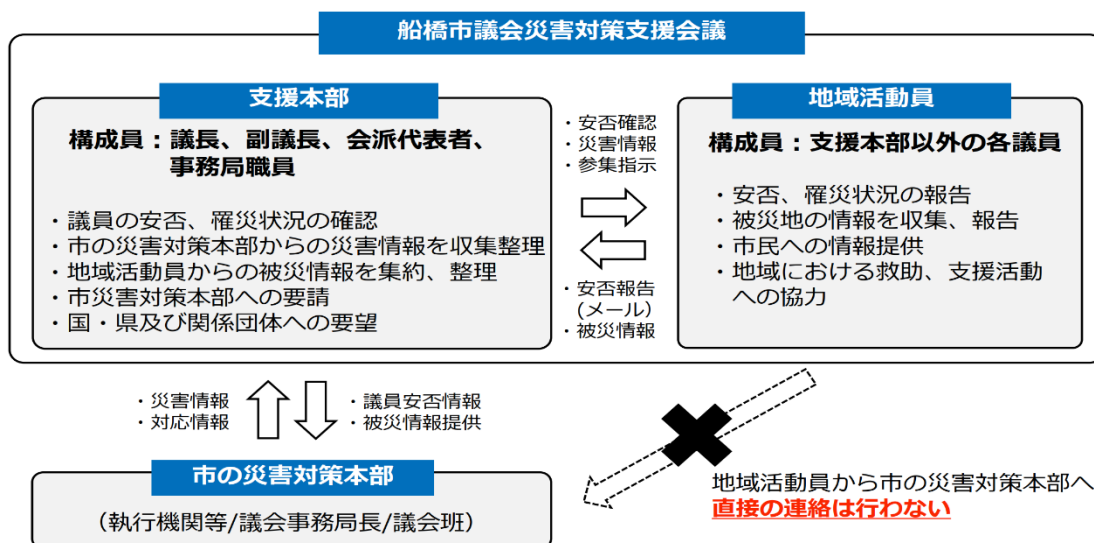 船橋市議会災害対策支援会議
支援本部
構成員：議長、副議長、会派代表者、
事務局職員
・議員の安否、罹災状況の確認
・市の災害対策本部からの災害情報を収集整理
・地域活動員からの被災情報を集約、整理
・市災害対策本部への要請
・国・県及び関係団体への要望
・安否確認
・災害情報
・参集指示
・安否報告
(メール)
・被災情報
地域活動員
構成員：支援本部以外の各議員
・安否、罹災状況の報告
・被災地の情報を収集、報告
・市民への情報提供
・地域における救助、支援活動
への協力
・災害情報
・対応情報
・議員安否情報
・被災情報提供
市の災害対策本部
（執行機関等/議会事務局長/議会班）
地域活動員から市の災害対策本部へ
直接の連絡は行わない